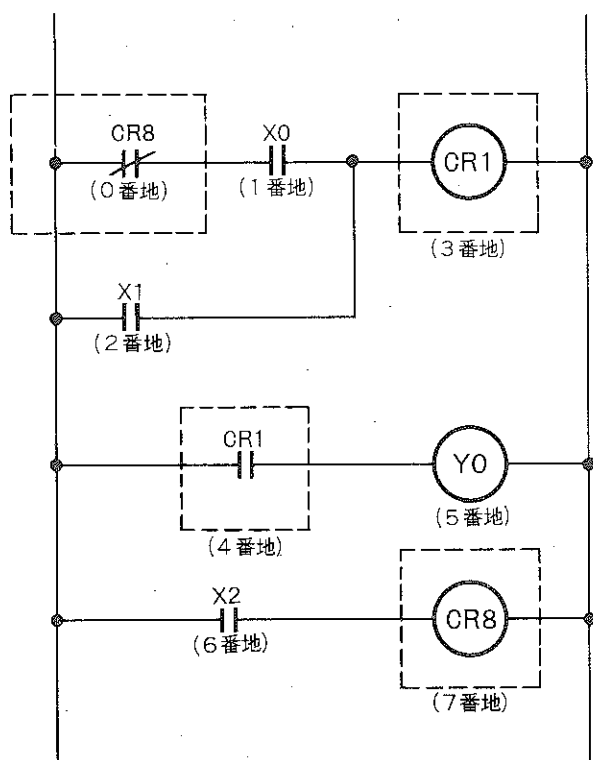 CR8
(0番地)
X0
(1番地)
CR1
(3番地)
X1
(2番地)
CR1
(4番地)
Y0
(5番地)
X2
(6番地)
CR8
(7番地)